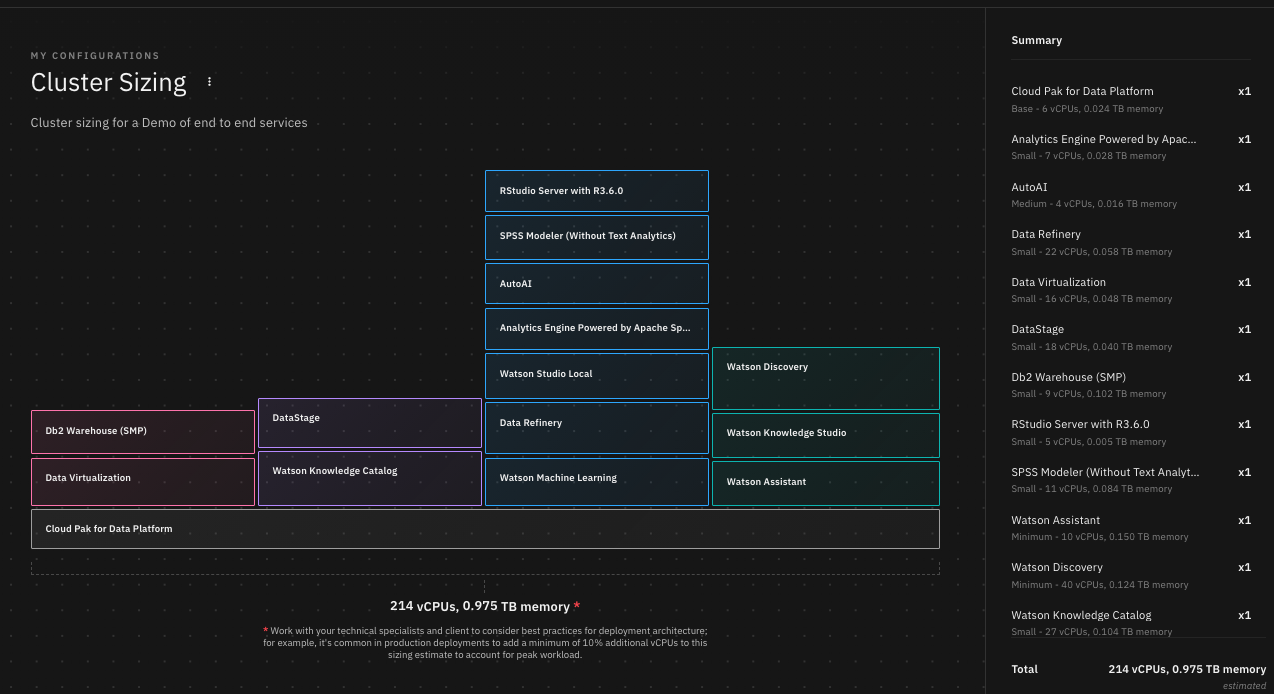 MY CONFIGURATIONS
Cluster Sizing
Cluster sizing for a Demo of end to end services
RStudio Server with R3.6.0
SPSS Modeler (Without Text Analytics)
AutoAI
Analytics Engine Powered by Apache Sp...
Watson Studio Local
Data Refinery
Watson Machine Learning
Watson Discovery
Watson Knowledge Studio
Watson Assistant
DataStage
Watson Knowledge Catalog
Db2 Warehouse (SMP)
Data Virtualization
Cloud Pak for Data Platform
214 vCPUs, 0.975 TB memory *
* Work with your technical specialists and client to consider best practices for deployment architecture;
for example, it's common in production deployments to add a minimum of 10% additional vCPUs to this
sizing estimate to account for peak workload.
Summary
Cloud Pak for Data Platform x1
Base - 6 vCPUs, 0.024 TB memory
Analytics Engine Powered by Apac... x1
Small - 7 vCPUs, 0.028 TB memory
AutoAI x1
Medium - 4 vCPUs, 0.016 TB memory
Data Refinery x1
Small - 22 vCPUs, 0.058 TB memory
Data Virtualization x1
Small - 16 vCPUs, 0.048 TB memory
DataStage x1
Small - 18 vCPUs, 0.040 TB memory
Db2 Warehouse (SMP) x1
Small - 9 vCPUs, 0.102 TB memory
RStudio Server with R3.6.0 x1
Small - 5 vCPUs, 0.005 TB memory
SPSS Modeler (Without Text Analyt... x1
Small - 11 vCPUs, 0.084 TB memory
Watson Assistant x1
Minimum - 10 vCPUs, 0.150 TB memory
Watson Discovery x1
Minimum - 40 vCPUs, 0.124 TB memory
Watson Knowledge Catalog x1
Small - 27 vCPUs, 0.104 TB memory
Total 214 vCPUs, 0.975 TB memory
estimated